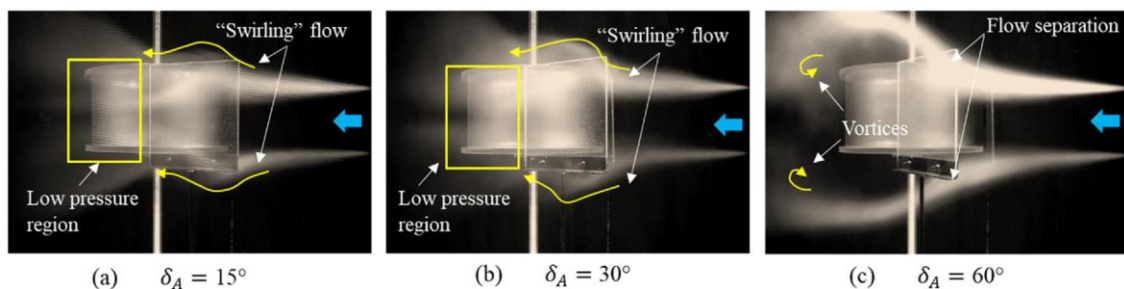 “Swirling” flow
Low pressure
region
(a) δ_A = 15°
“Swirling” flow
Low pressure
region
(b) δ_A = 30°
Flow separation
Vortices
(c) δ_A = 60°